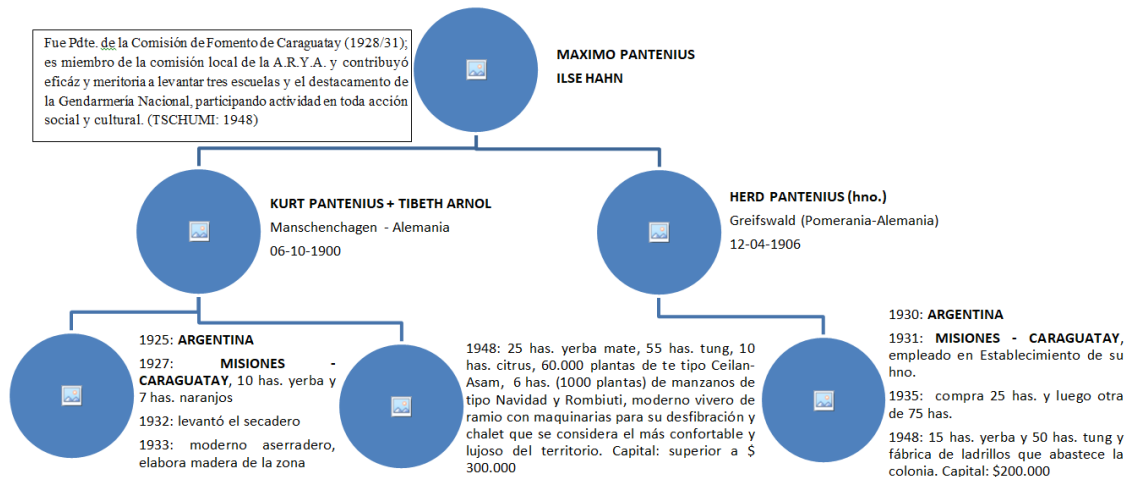 Fue Pdte. de la Comisión de Fomento de Caraguatay (1928/31);
es miembro de la comisión local de la A.R.Y.A. y contribuyó
eficáz y meritoria a levantar tres escuelas y el destacamento de
la Gendarmería Nacional, participando actividad en toda acción
social y cultural. (TSCHUMI: 1948)
MAXIMO PANTENIUS
ILSE HAHN
KURT PANTENIUS + TIBETH ARNOL
Manschenchagen - Alemania
06-10-1900
HERD PANTENIUS (hno.)
Greifswald (Pomerania-Alemania)
12-04-1906
1925: ARGENTINA
1927: MISIONES -
CARAGUATAY, 10 has. yerba y
7 has. naranjos
1932: levantó el secadero
1933: moderno aserradero,
elabora madera de la zona
1948: 25 has. yerba mate, 55 has. tung, 10
has. citrus, 60.000 plantas de te tipo Ceilan-
Asam, 6 has. (1000 plantas) de manzanos de
tipo Navidad y Rombiuti, moderno vivero de
ramio con maquinarias para su desfibración y
chalet que se considera el más confortable y
lujoso del territorio. Capital: superior a $
300.000
1930: ARGENTINA
1931: MISIONES - CARAGUATAY,
empleado en Establecimiento de su
hno.
1935: compra 25 has. y luego otra
de 75 has.
1948: 15 has. yerba y 50 has. tung y
fábrica de ladrillos que abastece la
colonia. Capital: $200.000